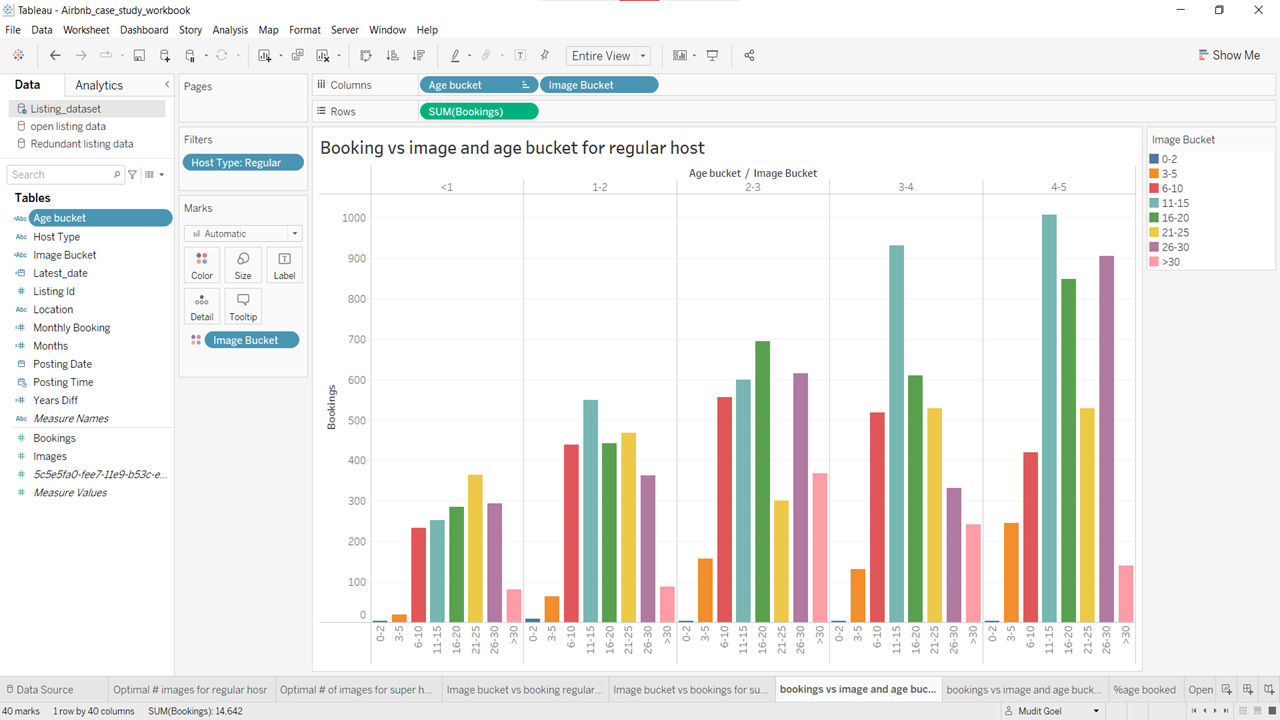 Tableau - Airbnb_case_study_workbook
File Data Worksheet Dashboard Story Analysis Map Format Server Window Help
Entire View
Show Me
Data Analytics
Listing_dataset
open listing data
Redundant listing data
Search
Tables
Abc Age bucket
Abc Host Type
Abc Image Bucket
Latest_date
# Listing Id
Abc Location
# Monthly Booking
# Months
Posting Date
Posting Time
# Years Diff
Abc Measure Names
# Bookings
# Images
# 5c5e5fa0-fee7-11e9-b53c-e...
# Measure Values
Pages
Filters
Host Type: Regular
Marks
Automatic
Color Size Label
Detail Tooltip
Image Bucket
Columns Age bucket Image Bucket
Rows SUM(Bookings)
Booking vs image and age bucket for regular host
Age bucket / Image Bucket
<1 1-2 2-3 3-4 4-5
Bookings
1000
900
800
700
600
500
400
300
200
100
0
0-2 3-5 6-10 11-15 16-20 21-25 26-30 >30 0-2 3-5 6-10 11-15 16-20 21-25 26-30 >30 0-2 3-5 6-10 11-15 16-20 21-25 26-30 >30 0-2 3-5 6-10 11-15 16-20 21-25 26-30 >30 0-2 3-5 6-10 11-15 16-20 21-25 26-30 >30
Image Bucket
0-2
3-5
6-10
11-15
16-20
21-25
26-30
>30
Data Source Optimal # images for regular hosr Optimal # of images for super h... Image bucket vs booking regular... Image bucket vs bookings for su... bookings vs image and age buc... bookings vs image and age buck... %age booked Open
40 marks 1 row by 40 columns SUM(Bookings): 14,642 Mudit Goel